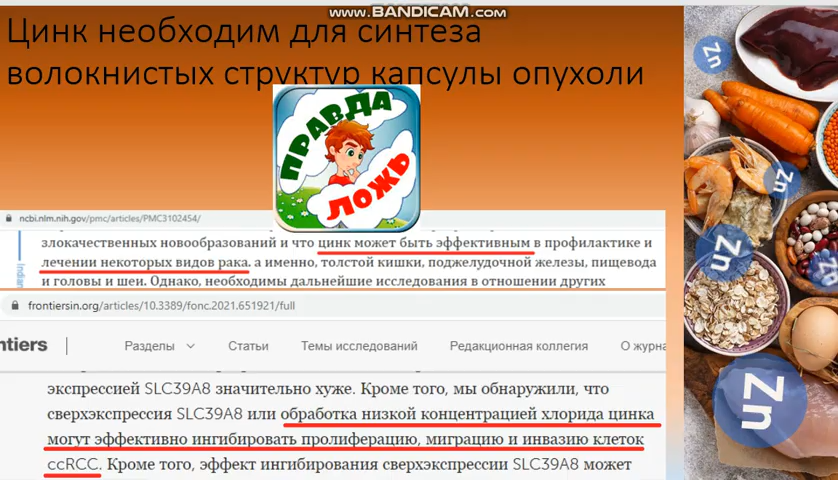 www.BANDICAM.com
Цинк необходим для синтеза
волокнистых структур капсулы опухоли
ПРАВДА
ЛОЖЬ
ncbi.nlm.nih.gov/pmc/articles/PMC3102454/
злокачественных новообразований и что цинк может быть эффективным в профилактике и
лечении некоторых видов рака. а именно, толстой кишки, поджелудочной железы, пищевода
и головы и шеи. Однако, необходимы дальнейшие исследования в отношении других
Indian
frontiersin.org/articles/10.3389/fonc.2021.651921/full
ntiers
Разделы
Статьи
Темы исследований
Редакционная коллегия
О журна
экспрессией SLC39A8 значительно хуже. Кроме того, мы обнаружили, что
сверхэкспрессия SLC39A8 или обработка низкой концентрацией хлорида цинка
могут эффективно ингибировать пролиферацию, миграцию и инвазию клеток
ccRCC. Кроме того, эффект ингибирования сверхэкспрессии SLC39A8 может
Zn
Zn
Zn
Zn
Zn